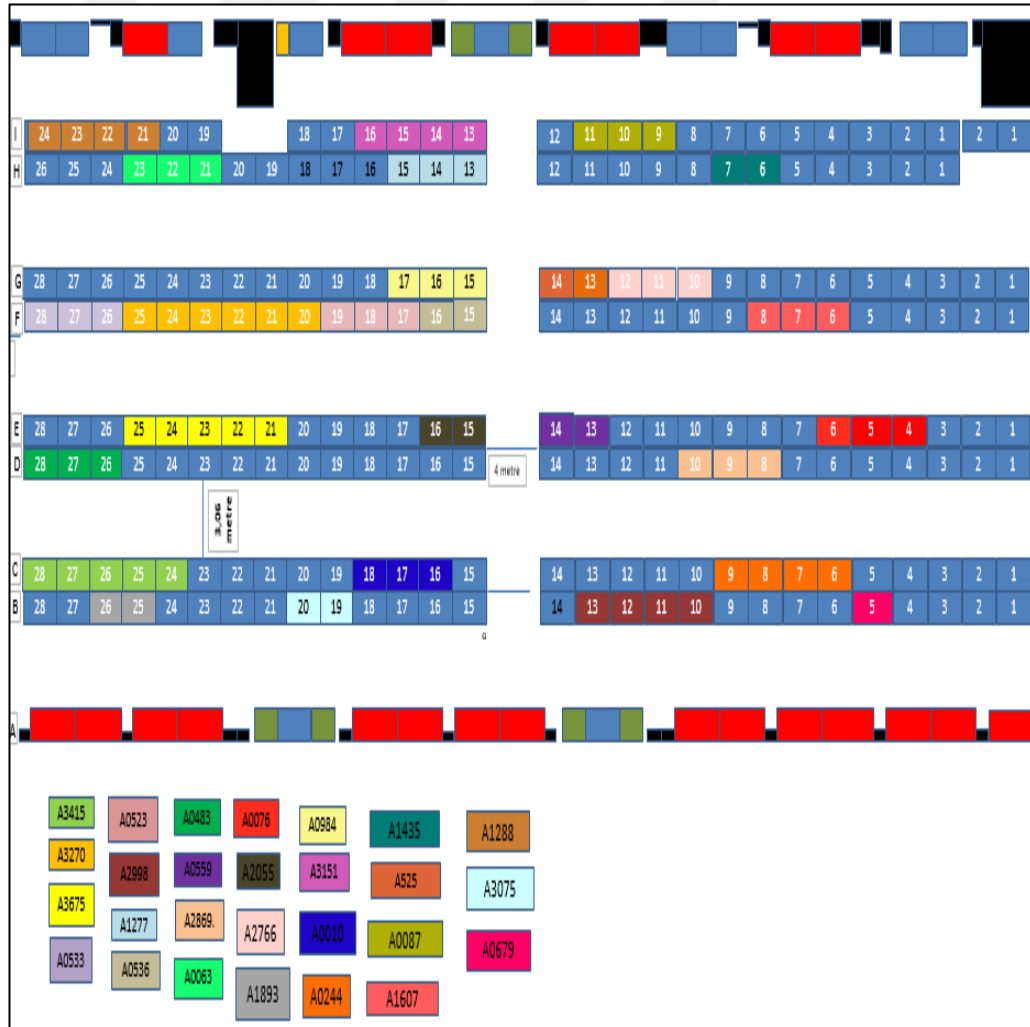 I 24 23 22 21 20 19 18 17 16 15 14 13 12 11 10 9 8 7 6 5 4 3 2 1 2 1
H 26 25 24 23 22 21 20 19 18 17 16 15 14 13 12 11 10 9 8 7 6 5 4 3 2 1
G 28 27 26 25 24 23 22 21 20 19 18 17 16 15 14 13 12 11 10 9 8 7 6 5 4 3 2 1
F 28 27 26 25 24 23 22 21 20 19 18 17 16 15 14 13 12 11 10 9 8 7 6 5 4 3 2 1
E 28 27 26 25 24 23 22 21 20 19 18 17 16 15 14 13 12 11 10 9 8 7 6 5 4 3 2 1
D 28 27 26 25 24 23 22 21 20 19 18 17 16 15 14 13 12 11 10 9 8 7 6 5 4 3 2 1
4 metre
3,06
metre
C 28 27 26 25 24 23 22 21 20 19 18 17 16 15 14 13 12 11 10 9 8 7 6 5 4 3 2 1
B 28 27 26 25 24 23 22 21 20 19 18 17 16 15 14 13 12 11 10 9 8 7 6 5 4 3 2 1
A
A3415 A0523 A0483 A0076 A0984 A1435 A1288
A3270 A2998 A0559 A2055 A3151 A525 A3075
A3675 A1277 A2869. A2766 A0010 A0087 A0679
A0533 A0536 A0063 A1893 A0244 A1607